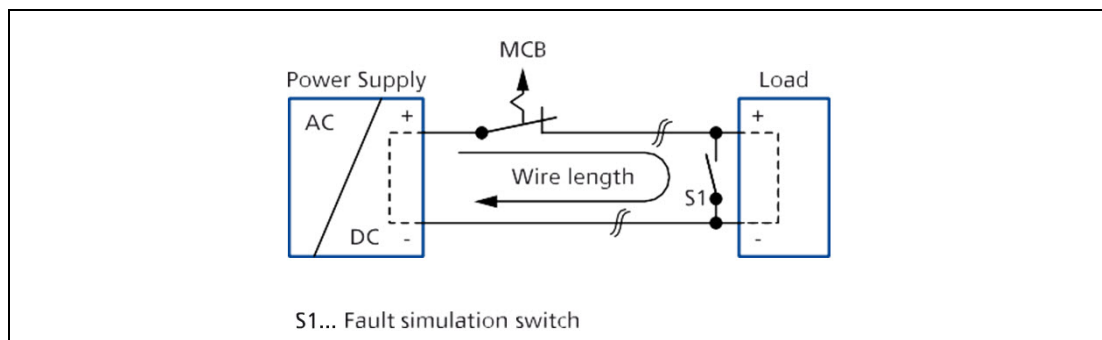 MCB
Power Supply
Load
AC
+
+
Wire length
S1
DC
-
-
S1... Fault simulation switch